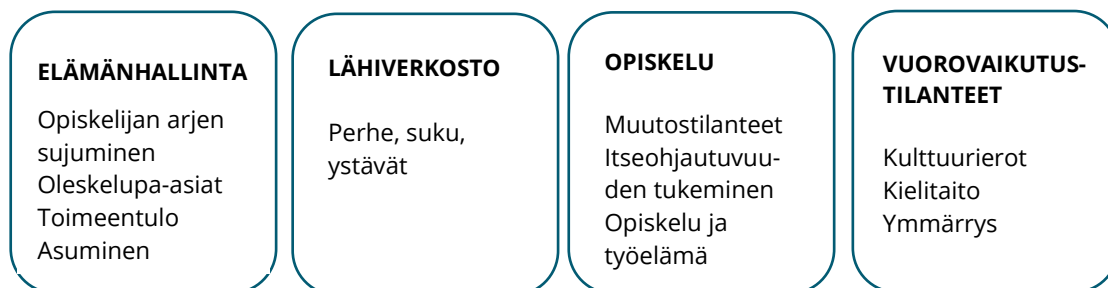 ELÄMÄNHALLINTA
Opiskelijan arjen
sujuminen
Oleskelupa-asiat
Toimeentulo
Asuminen
LÄHIVERKOSTO
Perhe, suku,
ystävät
OPISKELU
Muutostilanteet
Itseohjautuvuu-
den tukeminen
Opiskelu ja
työelämä
VUOROVAIKUTUS-
TILANTEET
Kulttuurierot
Kielitaito
Ymmärrys